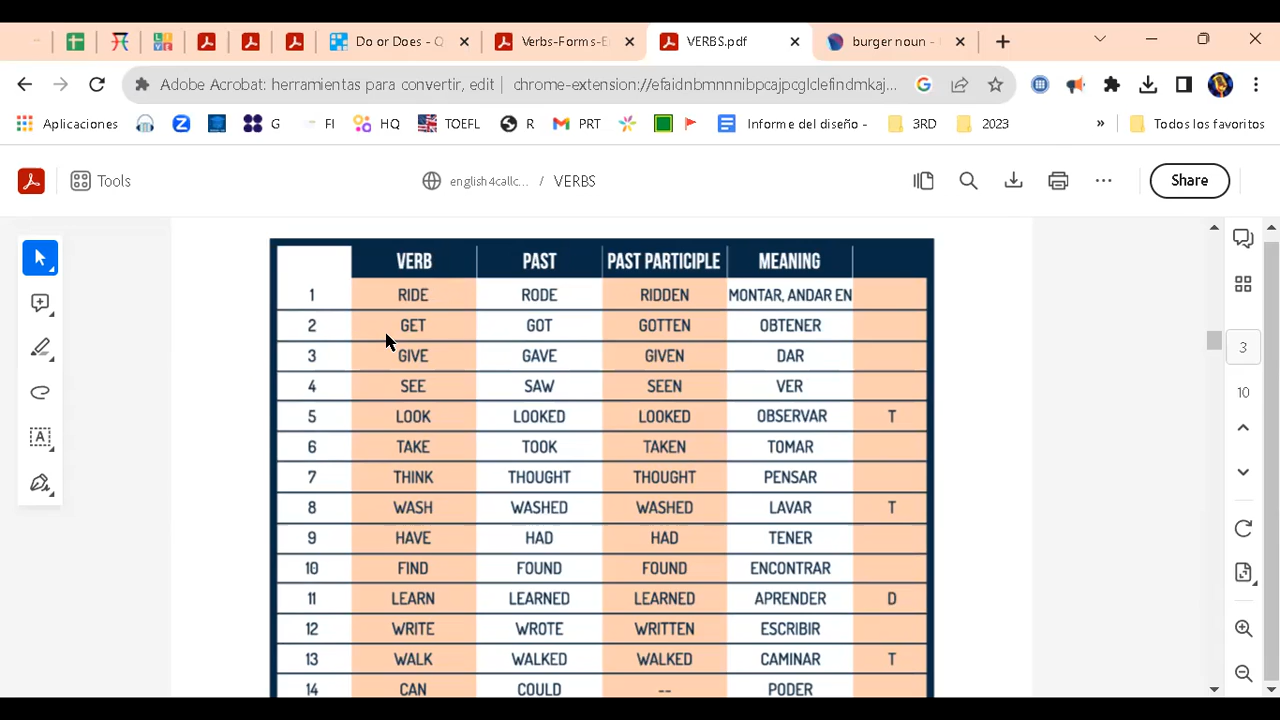 Do or Does - Q
Verbs-Forms-E
VERBS.pdf
burger noun -
Adobe Acrobat: herramientas para convertir, edit | chrome-extension://efaidnbmnnnibpcajpcglclefindmkaj...
Aplicaciones G FI HQ TOEFL R PRT Informe del diseño - 3RD 2023 » Todos los favoritos
Tools english4callc... / VERBS Share
VERB PAST PAST PARTICIPLE MEANING
1 RIDE RODE RIDDEN MONTAR, ANDAR EN
2 GET GOT GOTTEN OBTENER
3 GIVE GAVE GIVEN DAR
4 SEE SAW SEEN VER
5 LOOK LOOKED LOOKED OBSERVAR T
6 TAKE TOOK TAKEN TOMAR
7 THINK THOUGHT THOUGHT PENSAR
8 WASH WASHED WASHED LAVAR T
9 HAVE HAD HAD TENER
10 FIND FOUND FOUND ENCONTRAR
11 LEARN LEARNED LEARNED APRENDER D
12 WRITE WROTE WRITTEN ESCRIBIR
13 WALK WALKED WALKED CAMINAR T
14 CAN COULD -- PODER
3
10